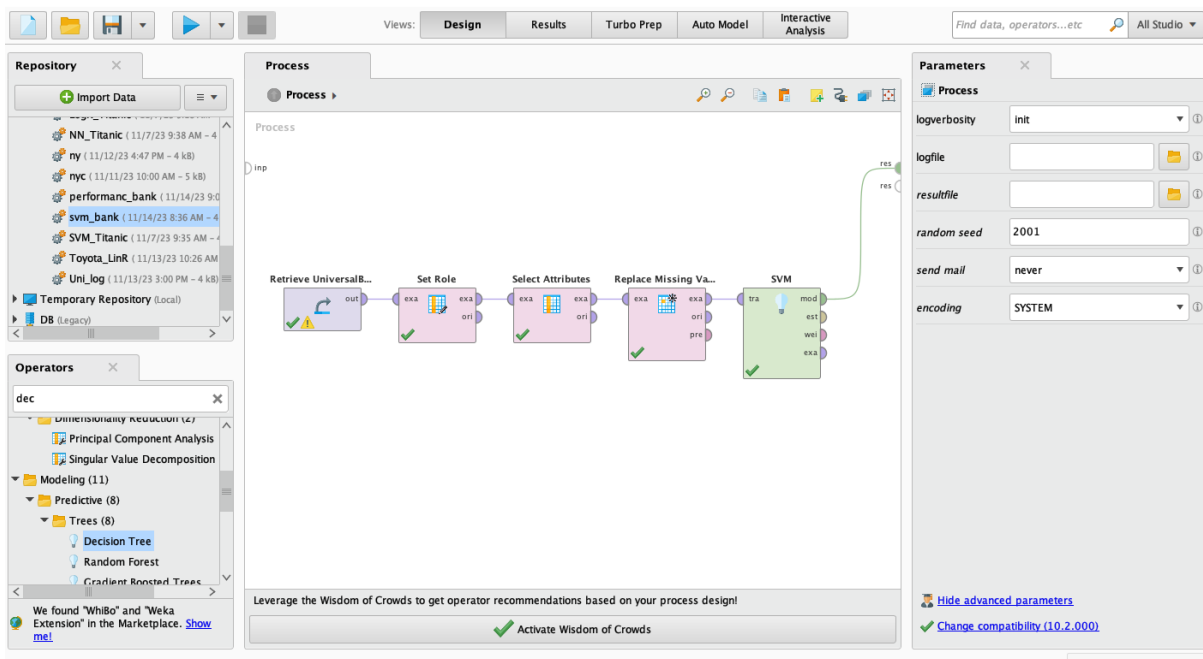 Views:
Design
Results
Turbo Prep
Auto Model
Interactive
Analysis
Find data, operators...etc
All Studio
Repository
Import Data
NN_Titanic (11/7/23 9:38 AM – 4
ny (11/12/23 4:47 PM – 4 kB)
nyc (11/11/23 10:00 AM – 5 kB)
performanc_bank (11/14/23 9:0
svm_bank (11/14/23 8:36 AM – 4
SVM_Titanic (11/7/23 9:35 AM – 4
Toyota_LinR (11/13/23 10:26 AM
Uni_log (11/13/23 3:00 PM – 4 kB)
Temporary Repository (Local)
DB (Legacy)
Operators
dec
Dimensionality Reduction (2)
Principal Component Analysis
Singular Value Decomposition
Modeling (11)
Predictive (8)
Trees (8)
Decision Tree
Random Forest
Gradient Boosted Trees
We found "WhiBo" and "Weka
Extension" in the Marketplace. Show
me!
Process
Process
Process
inp
res
res
Retrieve UniversalB...
out
Set Role
exa exa
ori
Select Attributes
exa exa
ori
Replace Missing Va...
exa exa
ori
pre
SVM
tra mod
est
wei
exa
Leverage the Wisdom of Crowds to get operator recommendations based on your process design!
Activate Wisdom of Crowds
Parameters
Process
logverbosity
init
logfile
resultfile
random seed
2001
send mail
never
encoding
SYSTEM
Hide advanced parameters
Change compatibility (10.2.000)